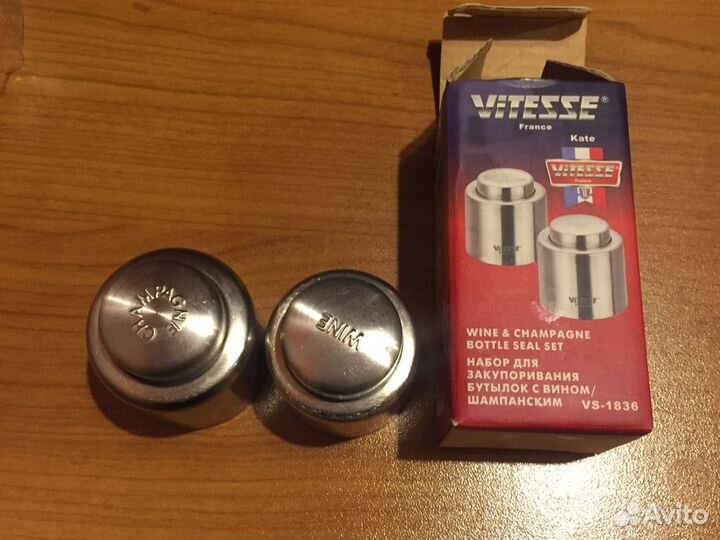 ViTESSE®
France
Kate
ViTESSE
France
ViTESSE
ViTESSE
WINE & CHAMPAGNE
BOTTLE SEAL SET
НАБОР ДЛЯ
ЗАКУПОРИВАНИЯ
БУТЫЛОК С ВИНОМ/
ШАМПАНСКИМ VS-1836
CHAMPAGNE
WINE
Avito